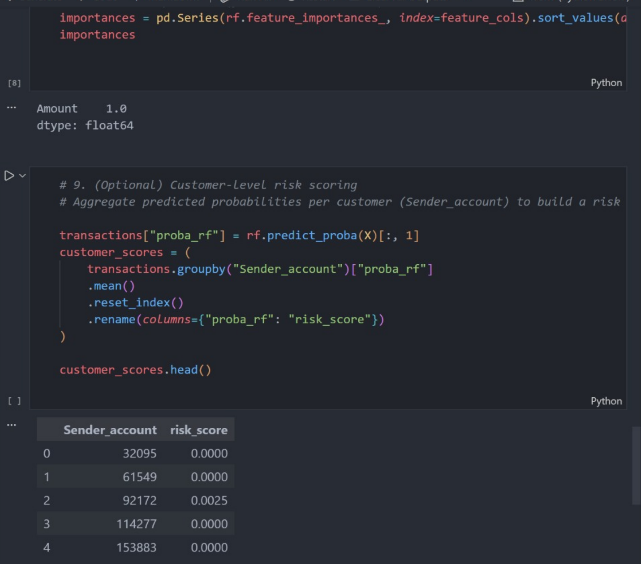 importances = pd.Series(rf.feature_importances_, index=feature_cols).sort_values(
importances
[8]
Python
... Amount 1.0
dtype: float64
# 9. (Optional) Customer-level risk scoring
# Aggregate predicted probabilities per customer (Sender_account) to build a risk
transactions["proba_rf"] = rf.predict_proba(X)[:, 1]
customer_scores = (
transactions.groupby("Sender_account")["proba_rf"]
.mean()
.reset_index()
.rename(columns={"proba_rf": "risk_score"})
)
customer_scores.head()
[ ]
Python
...
Sender_account risk_score
0 32095 0.0000
1 61549 0.0000
2 92172 0.0025
3 114277 0.0000
4 153883 0.0000